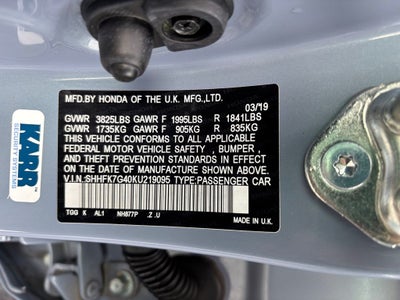 MFD.BY HONDA OF THE U.K. MFG.,LTD.
03/19
GVWR 3825LBS GAWR F 1995LBS R 1841LBS
GVWR 1735KG GAWR F 905KG R 835KG
THIS VEHICLE CONFORMS TO ALL APPLICABLE
FEDERAL MOTOR VEHICLE SAFETY , BUMPER ,
AND THEFT PREVENTION STANDARDS IN EFFECT
ON THE DATE OF MANUFACTURE SHOWN ABOVE.
V.I.N.:SHHFK7G40KU219095 TYPE:PASSENGER CAR
TGG K AL1 NH877P .Z.U MADE IN U.K.
KARR
SECURITY SYSTEMS